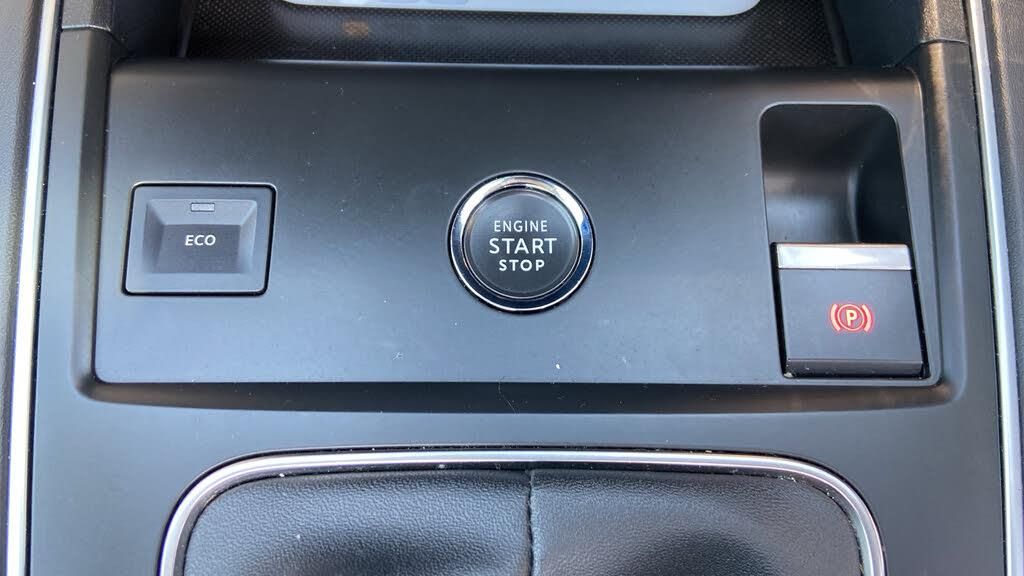 ECO
ENGINE
START
STOP
P